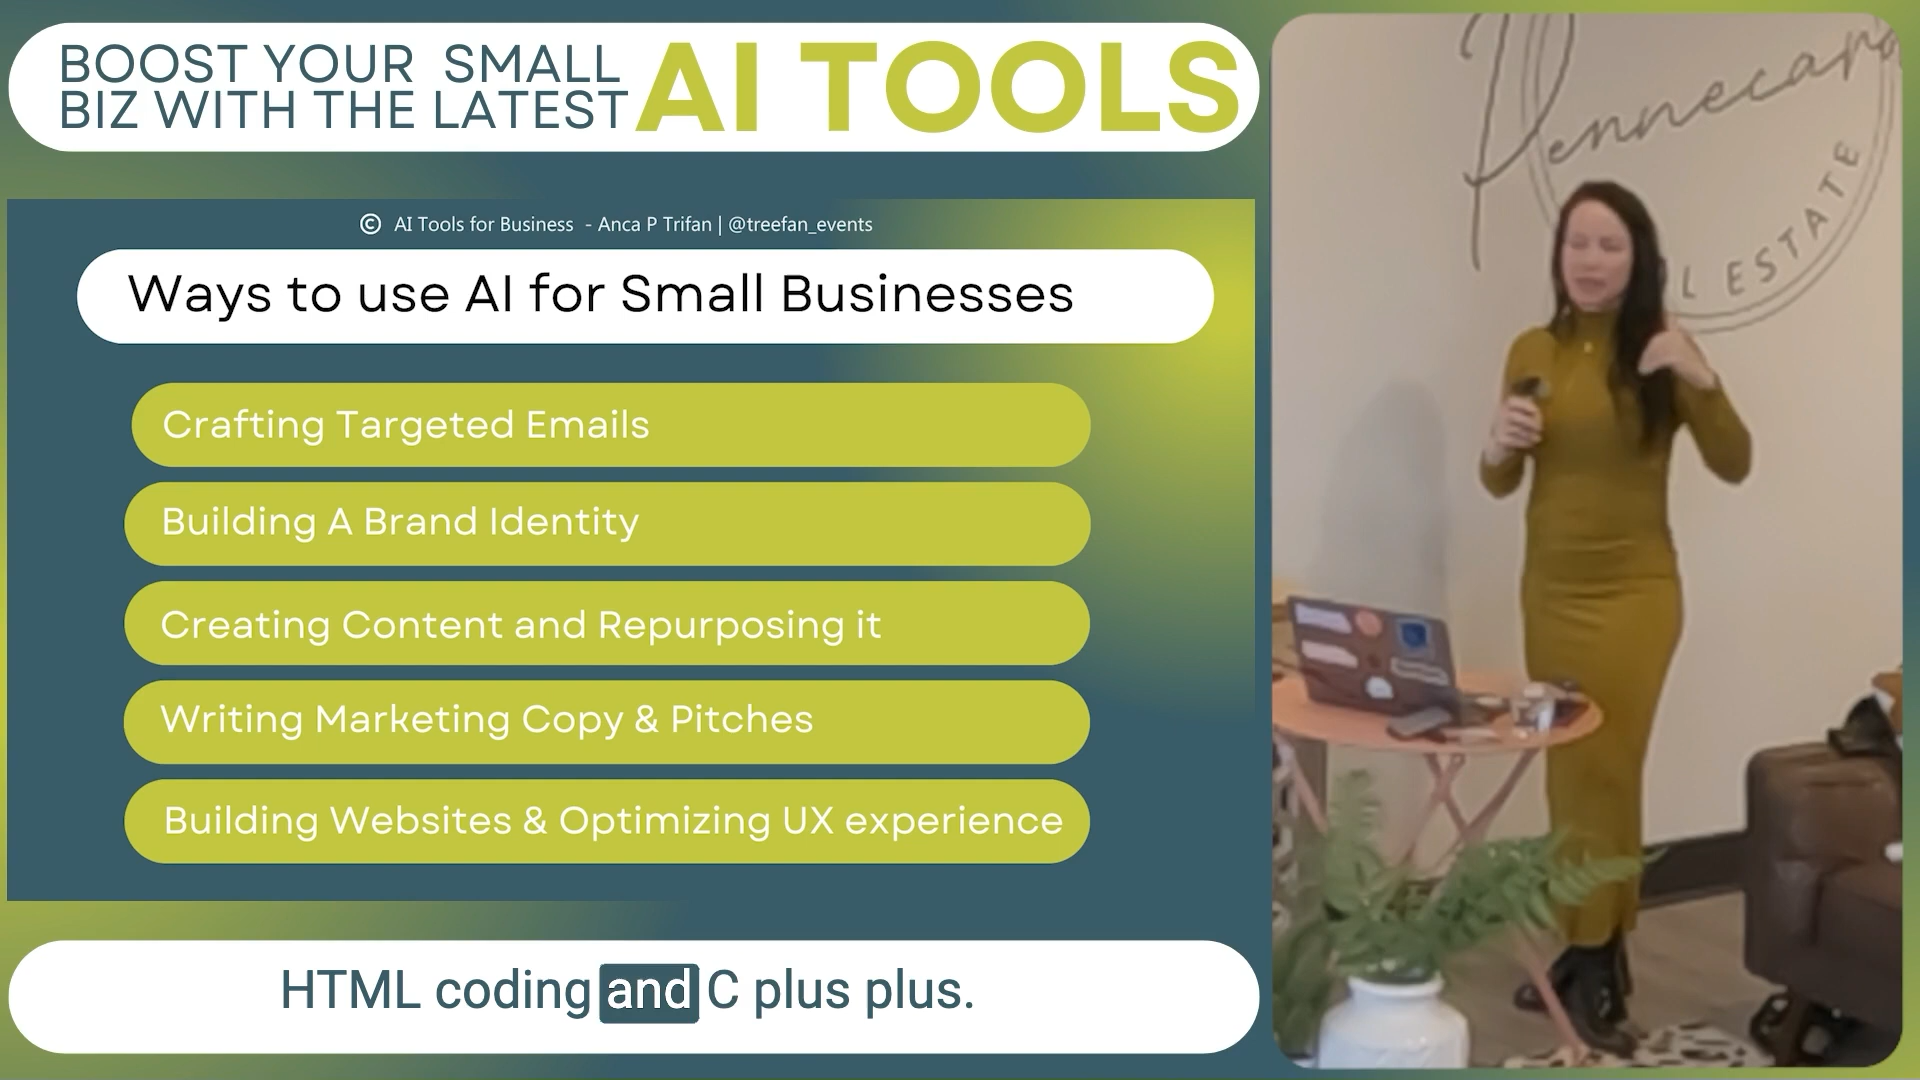 BOOST YOUR SMALL
BIZ WITH THE LATEST
AI TOOLS
© AI Tools for Business - Anca P Trifan | @treefan_events
Ways to use AI for Small Businesses
Crafting Targeted Emails
Building A Brand Identity
Creating Content and Repurposing it
Writing Marketing Copy & Pitches
Building Websites & Optimizing UX experience
HTML coding and C plus plus.
ESTATE